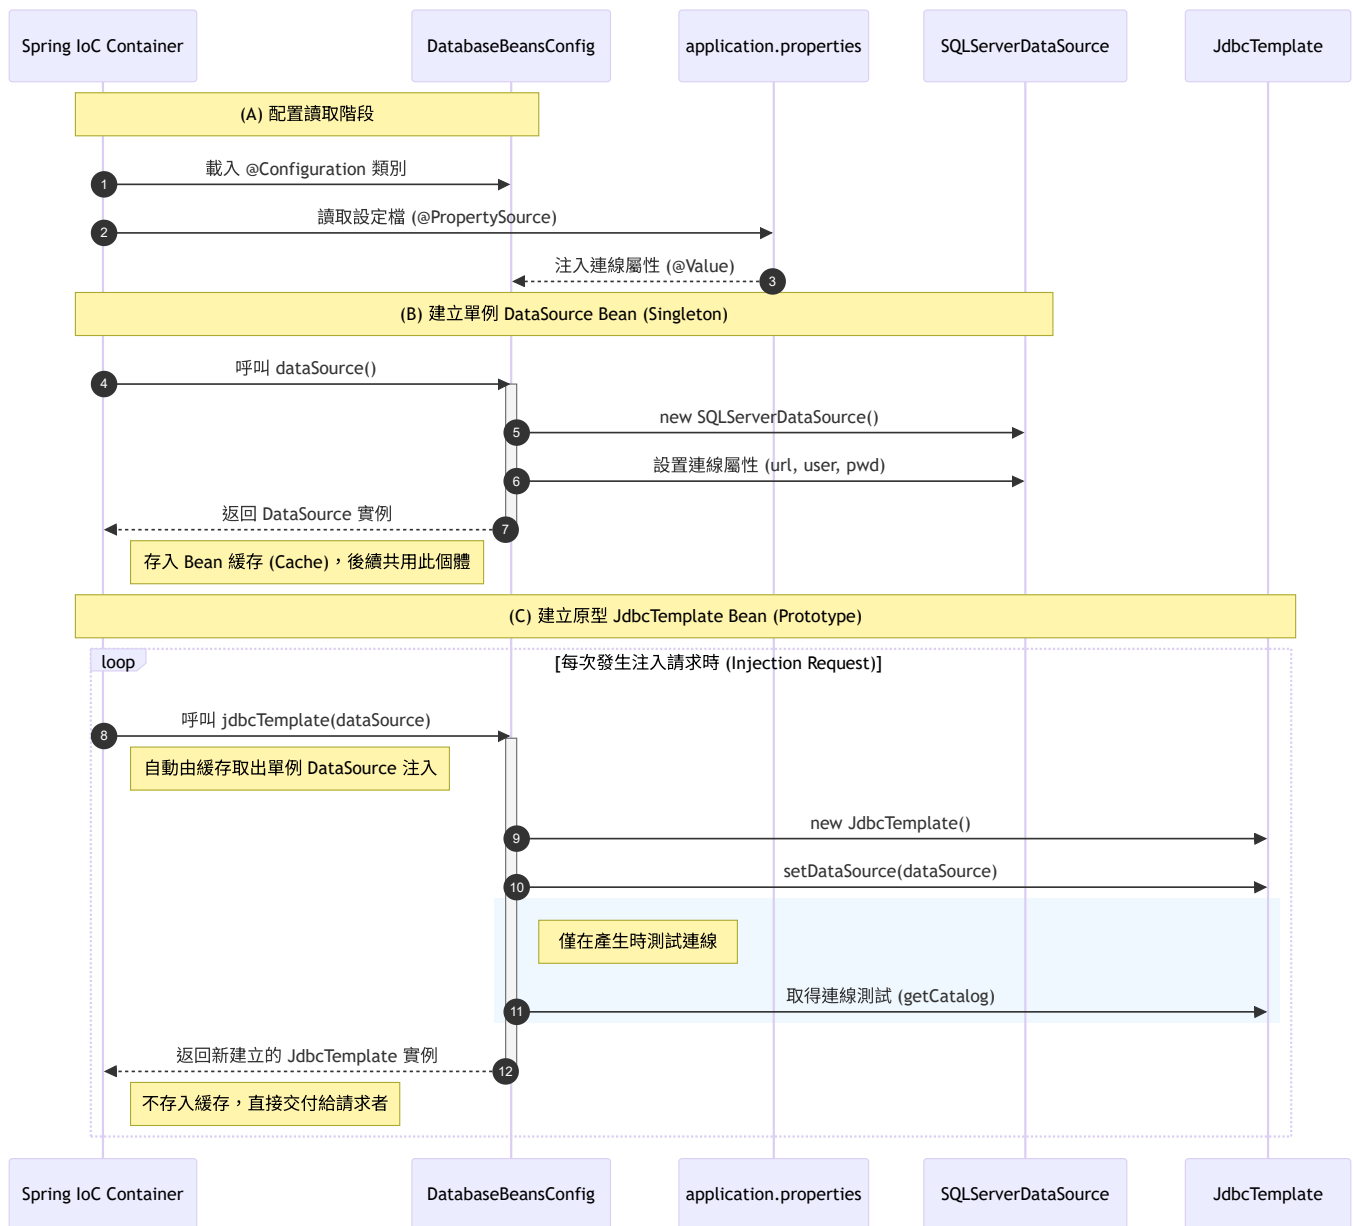 Spring IoC Container
DatabaseBeansConfig
application.properties
SQLServerDataSource
JdbcTemplate
(A) 配置讀取階段
載入 @Configuration 類別
1
讀取設定檔 (@PropertySource)
2
注入連線屬性 (@Value)
3
(B) 建立單例 DataSource Bean (Singleton)
呼叫 dataSource()
4
new SQLServerDataSource()
5
設置連線屬性 (url, user, pwd)
6
返回 DataSource 實例
7
存入 Bean 緩存 (Cache)，後續共用此個體
(C) 建立原型 JdbcTemplate Bean (Prototype)
loop
[每次發生注入請求時 (Injection Request)]
呼叫 jdbcTemplate(dataSource)
8
自動由緩存取出單例 DataSource 注入
new JdbcTemplate()
9
setDataSource(dataSource)
10
僅在產生時測試連線
取得連線測試 (getCatalog)
11
返回新建立的 JdbcTemplate 實例
12
不存入緩存，直接交付給請求者
Spring IoC Container
DatabaseBeansConfig
application.properties
SQLServerDataSource
JdbcTemplate